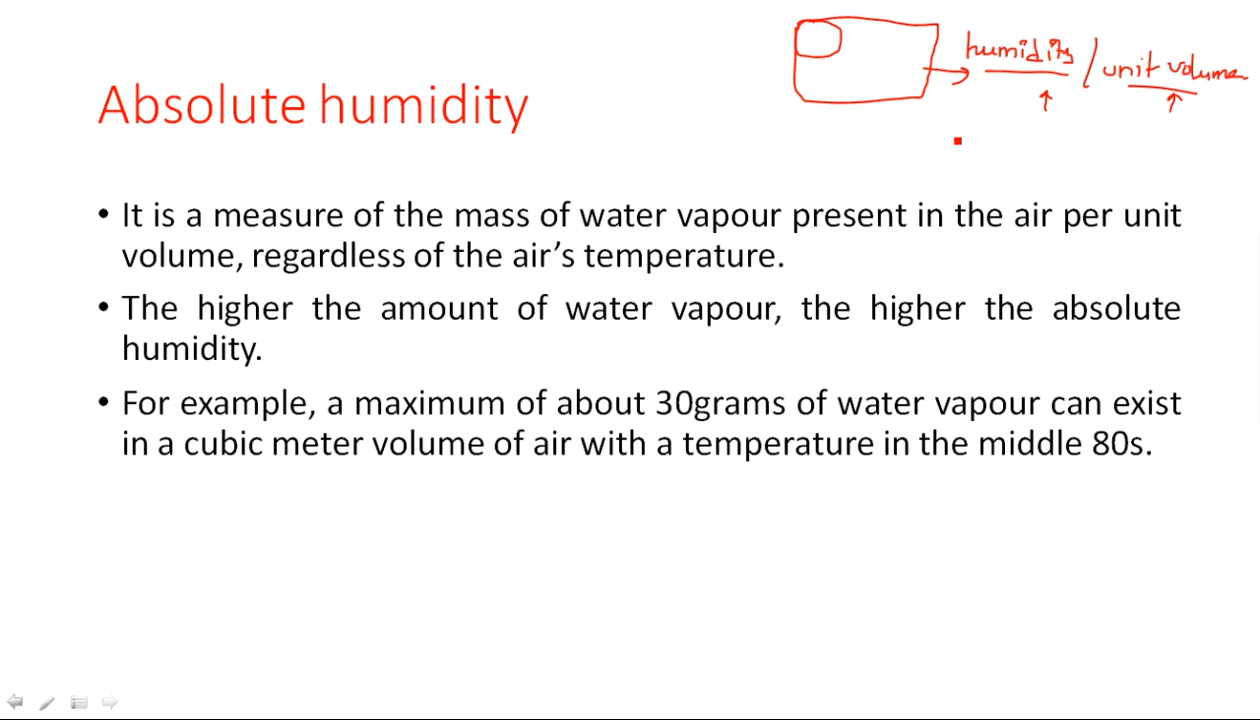 humidity / unit volume
Absolute humidity
• It is a measure of the mass of water vapour present in the air per unit
volume, regardless of the air's temperature.
• The higher the amount of water vapour, the higher the absolute
humidity.
• For example, a maximum of about 30grams of water vapour can exist
in a cubic meter volume of air with a temperature in the middle 80s.